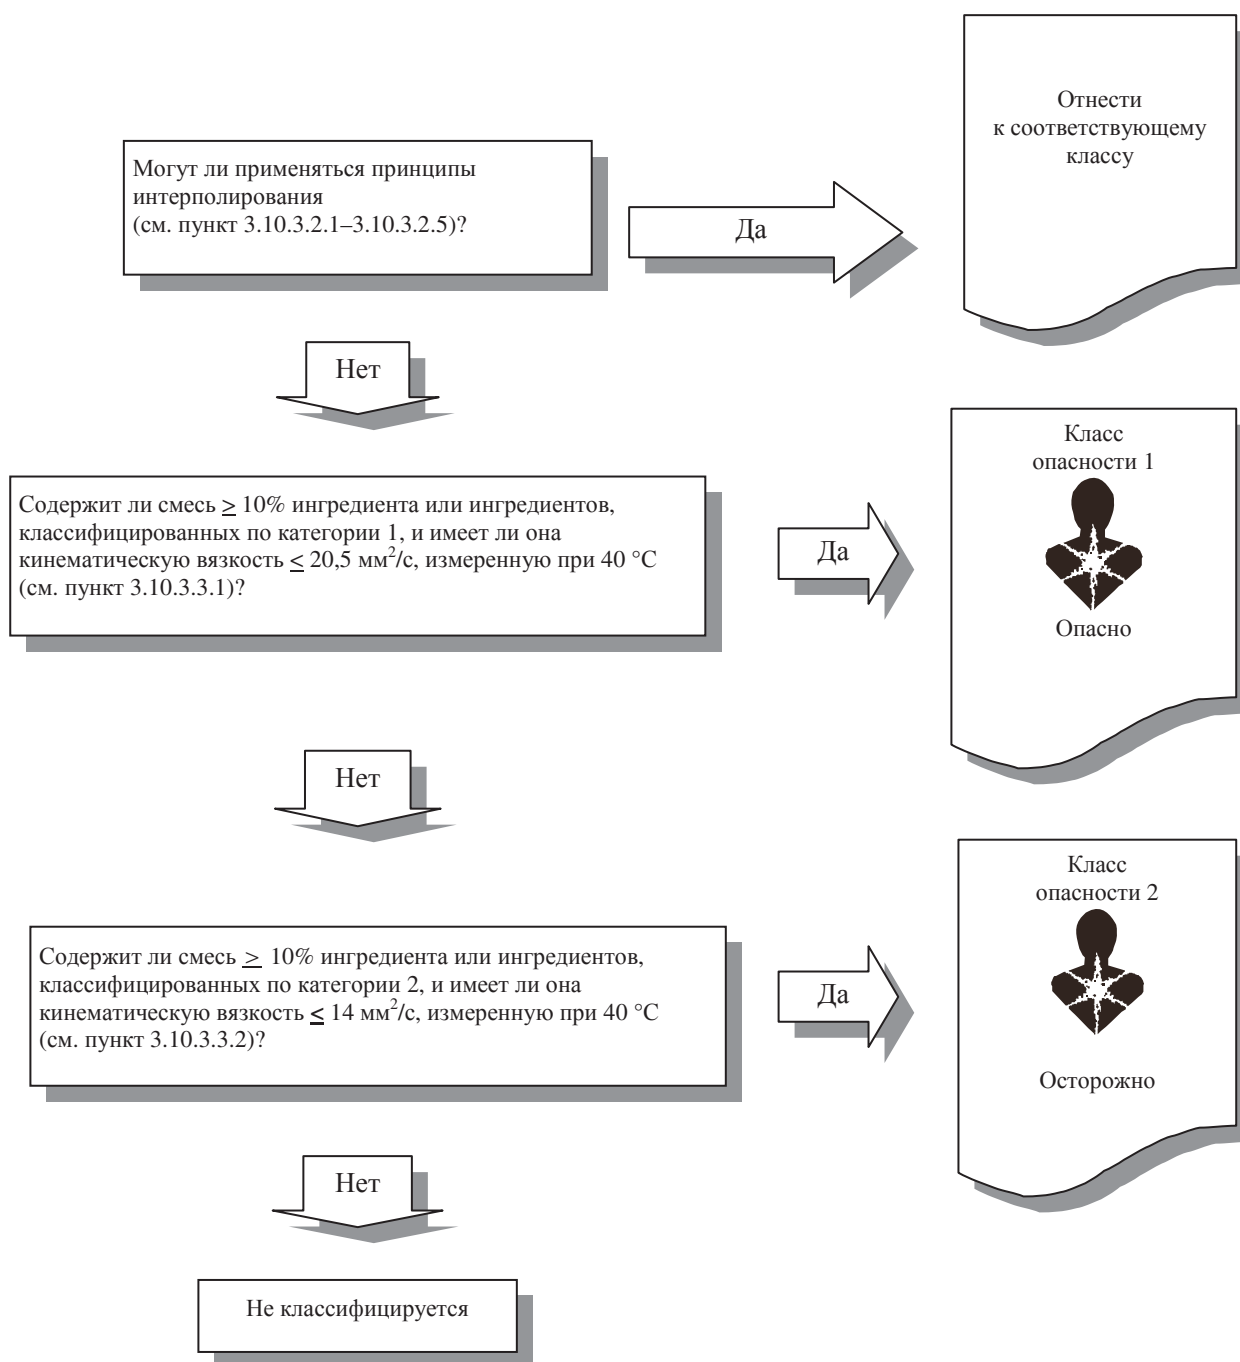 Отнести
к соответствующему
классу
Могут ли применяться принципы
интерполирования
(см. пункт 3.10.3.2.1–3.10.3.2.5)?
Да
Нет
Класс
опасности 1
Содержит ли смесь ≥ 10% ингредиента или ингредиентов,
классифицированных по категории 1, и имеет ли она
кинематическую вязкость ≤ 20,5 мм²/с, измеренную при 40 °C
(см. пункт 3.10.3.3.1)?
Да
Опасно
Нет
Класс
опасности 2
Содержит ли смесь ≥ 10% ингредиента или ингредиентов,
классифицированных по категории 2, и имеет ли она
кинематическую вязкость ≤ 14 мм²/с, измеренную при 40 °C
(см. пункт 3.10.3.3.2)?
Да
Осторожно
Нет
Не классифицируется